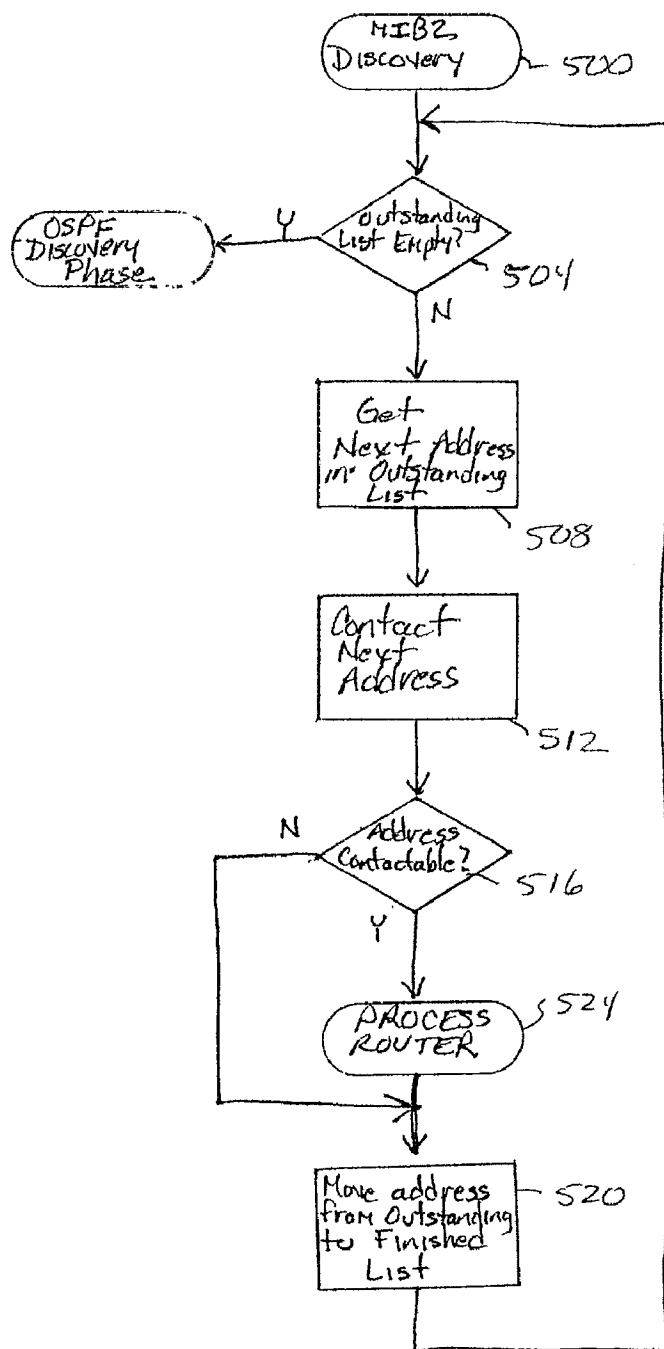 MIB2
Discovery
500
Outstanding
List Empty?
504
Y
OSPF
Discovery
Phase
N
Get
Next Address
in Outstanding
List
508
Contact
Next
Address
512
Address
Contactable?
516
N
Y
PROCESS
ROUTER
524
Move address
from Outstanding
to Finished
List
520